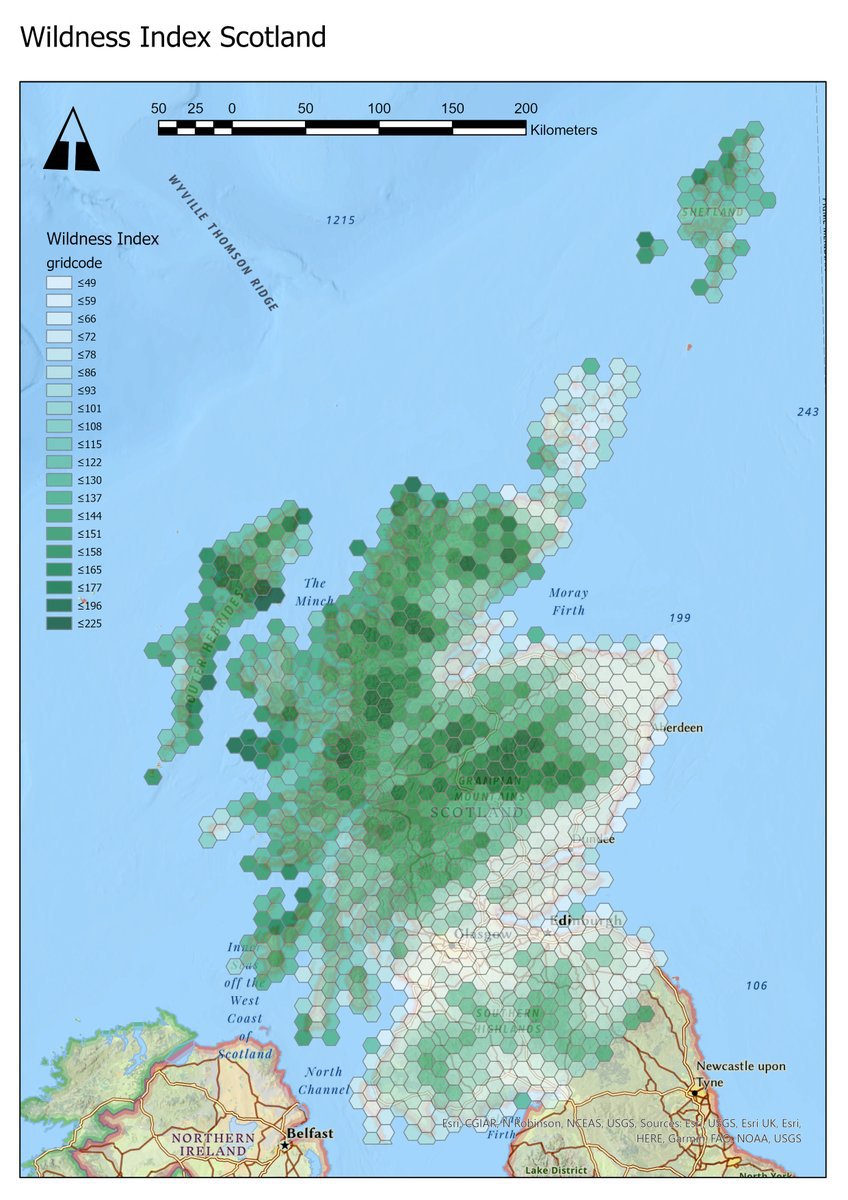 Wildness Index Scotland
50 25 0 50 100 150 200
Kilometers
WYVILLE THOMSON RIDGE
1215
SHETLAND
Wildness Index
gridcode
≤49
≤59
≤66
≤72
≤78
≤86
≤93
≤101
≤108
≤115
≤122
≤130
≤137
≤144
≤151
≤158
≤165
≤177
≤196
≤225
243
The
Minch
OUTER HEBRIDES
Moray
Firth
199
Aberdeen
GRAMPIAN
MOUNTAINS
SCOTLAND
Dundee
Edinburgh
Glasgow
Inner
Seas
off the
West
Coast
of
Scotland
106
SOUTHERN
HIGHLANDS
North
Channel
Newcastle upon
Tyne
NORTHERN
IRELAND
Belfast
Firth
Esri, CGIAR, N Robinson, NCEAS, USGS, Sources: Esri, USGS, Esri UK, Esri,
HERE, Garmin, FAO, NOAA, USGS
Lake District
North York